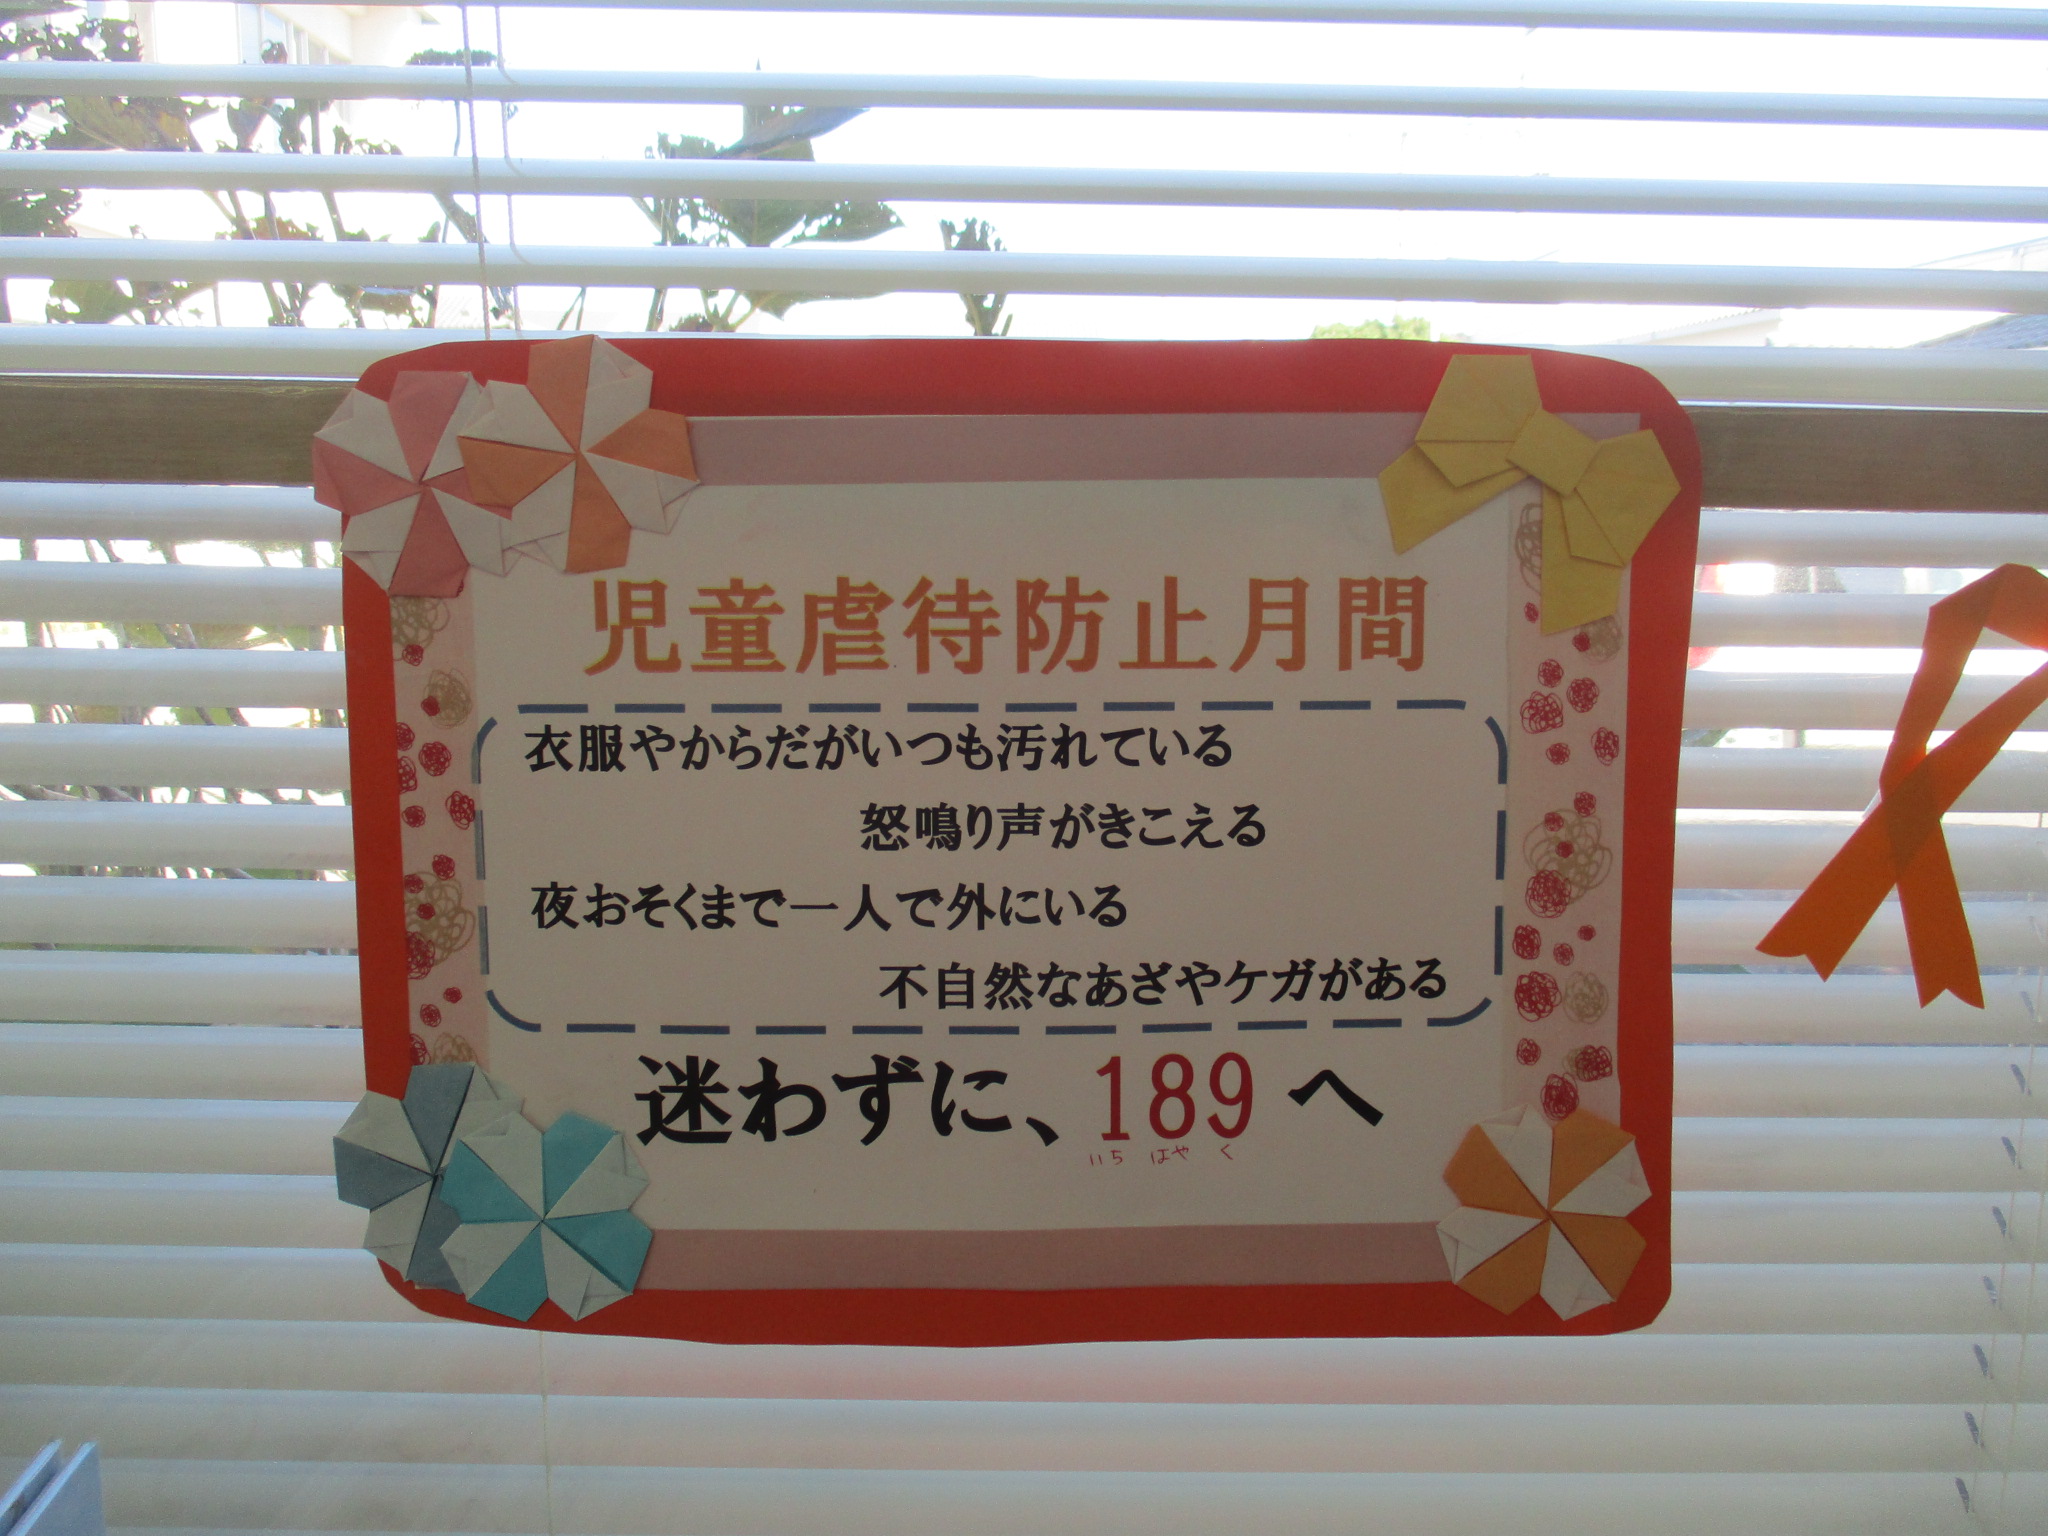 児童虐待防止月間
衣服やからだがいつも汚れている
怒鳴り声がきこえる
夜おそくまで一人で外にいる
不自然なあざやケガがある
迷わずに、189へ
いち はや く